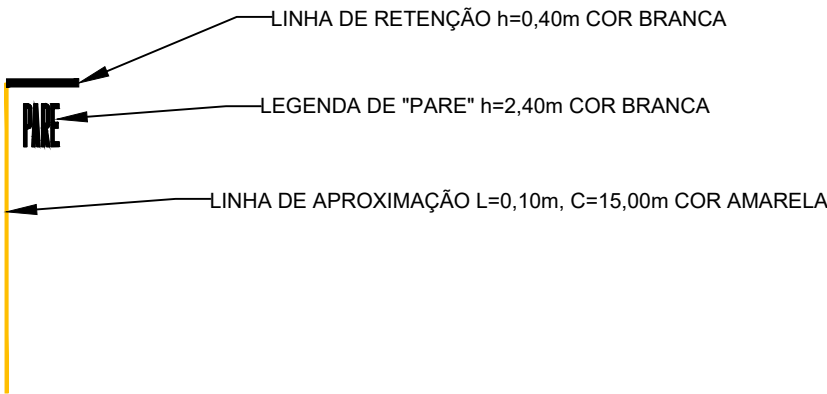 LINHA DE RETENÇÃO h=0,40m COR BRANCA
LEGENDA DE "PARE" h=2,40m COR BRANCA
PARE
LINHA DE APROXIMAÇÃO L=0,10m, C=15,00m COR AMARELA